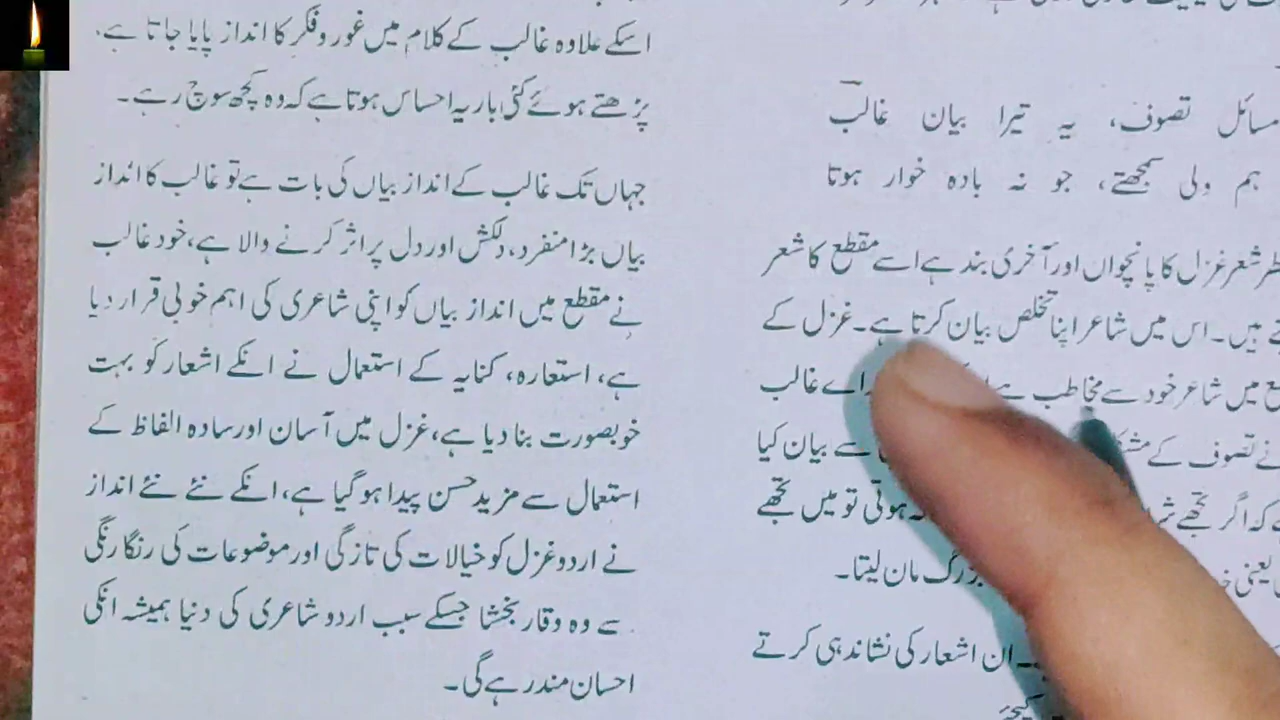 مسائل تصوف، یہ تیرا بیان غالب
ہم ولی سمجھتے، جو نہ بادہ خوار ہوتا
شعر غزل کا پانچواں اور آخری بند ہے اسے مقطع کا شعر
ہیں۔ اس میں شاعر اپنا تخلص بیان کرتا ہے۔ غزل کے
میں شاعر خود سے مخاطب ہے اے غالب
نے تصوف کے سے بیان کیا
کہ اگر تجھے ہوتی تو میں تجھے
یعنی بزرگ مان لیتا۔
ان اشعار کی نشاندہی کرتے
اسکے علاوہ غالب کے کلام میں غور و فکر کا انداز پایا جاتا ہے۔
پڑھتے ہوئے کئی بار یہ احساس ہوتا ہے کہ وہ کچھ سوچ رہے۔
جہاں تک غالب کے انداز بیاں کی بات ہے تو غالب کا انداز
بیاں بڑا منفرد، دلکش اور دل پر اثر کرنے والا ہے، خود غالب
نے مقطع میں انداز بیاں کو اپنی شاعری کی اہم خوبی قرار دیا
ہے، استعارہ، کنایہ کے استعمال نے انکے اشعار کو بہت
خوبصورت بنا دیا ہے، غزل میں آسان اور سادہ الفاظ کے
استعمال سے مزید حسن پیدا ہو گیا ہے، انکے نئے نئے انداز
نے اردو غزل کو خیالات کی تازگی اور موضوعات کی رنگا رنگی
سے وہ وقار بخشا جسکے سبب اردو شاعری کی دنیا ہمیشہ انکی
احسان مند رہے گی۔